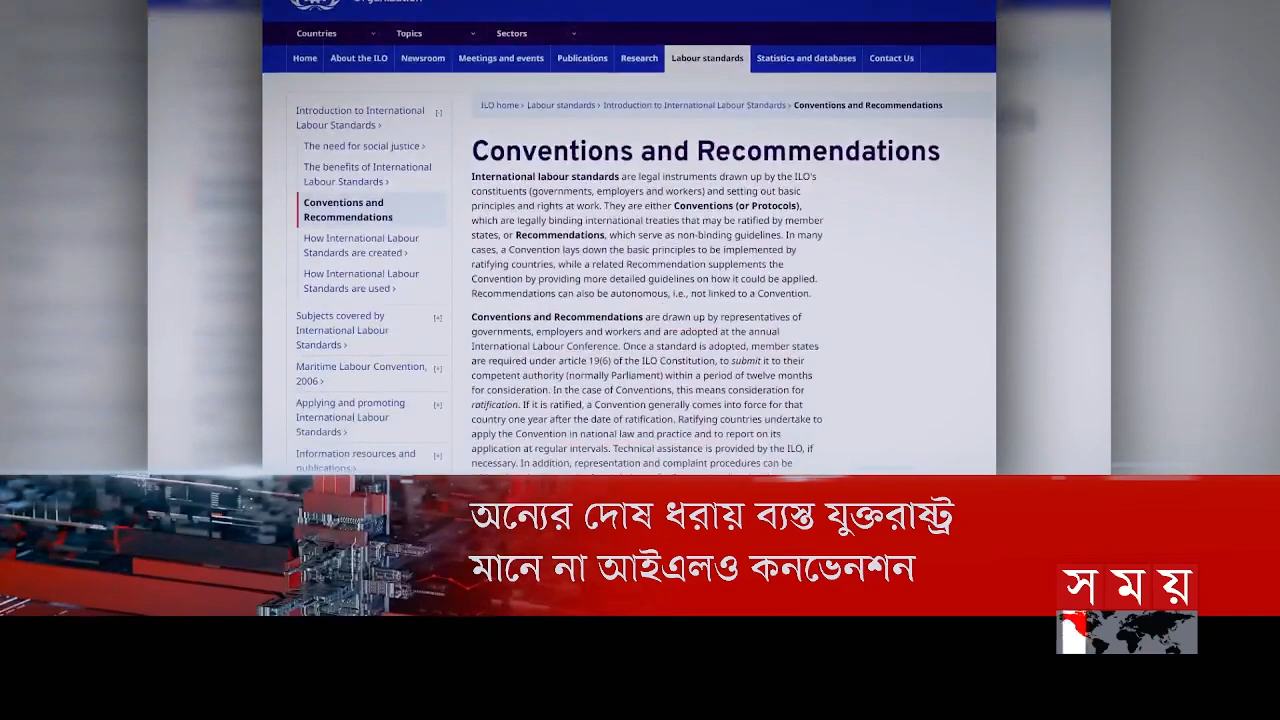 Countries
Topics
Sectors
Home
About the ILO
Newsroom
Meetings and events
Publications
Research
Labour standards
Statistics and databases
Contact Us
Introduction to International
Labour Standards ›
[-]
The need for social justice ›
The benefits of International
Labour Standards ›
Conventions and
Recommendations
How International Labour
Standards are created ›
How International Labour
Standards are used ›
Subjects covered by
International Labour
Standards ›
[+]
Maritime Labour Convention,
2006 ›
[+]
Applying and promoting
International Labour
Standards ›
[+]
Information resources and
publications ›
[+]
ILO home › Labour standards › Introduction to International Labour Standards › Conventions and Recommendations
Conventions and Recommendations
International labour standards are legal instruments drawn up by the ILO's
constituents (governments, employers and workers) and setting out basic
principles and rights at work. They are either Conventions (or Protocols),
which are legally binding international treaties that may be ratified by member
states, or Recommendations, which serve as non-binding guidelines. In many
cases, a Convention lays down the basic principles to be implemented by
ratifying countries, while a related Recommendation supplements the
Convention by providing more detailed guidelines on how it could be applied.
Recommendations can also be autonomous, i.e., not linked to a Convention.
Conventions and Recommendations are drawn up by representatives of
governments, employers and workers and are adopted at the annual
International Labour Conference. Once a standard is adopted, member states
are required under article 19(6) of the ILO Constitution, to submit it to their
competent authority (normally Parliament) within a period of twelve months
for consideration. In the case of Conventions, this means consideration for
ratification. If it is ratified, a Convention generally comes into force for that
country one year after the date of ratification. Ratifying countries undertake to
apply the Convention in national law and practice and to report on its
application at regular intervals. Technical assistance is provided by the ILO, if
necessary. In addition, representation and complaint procedures can be
অন্যের দোষ ধরায় ব্যস্ত যুক্তরাষ্ট্র
মানে না আইএলও কনভেনশন
সময়